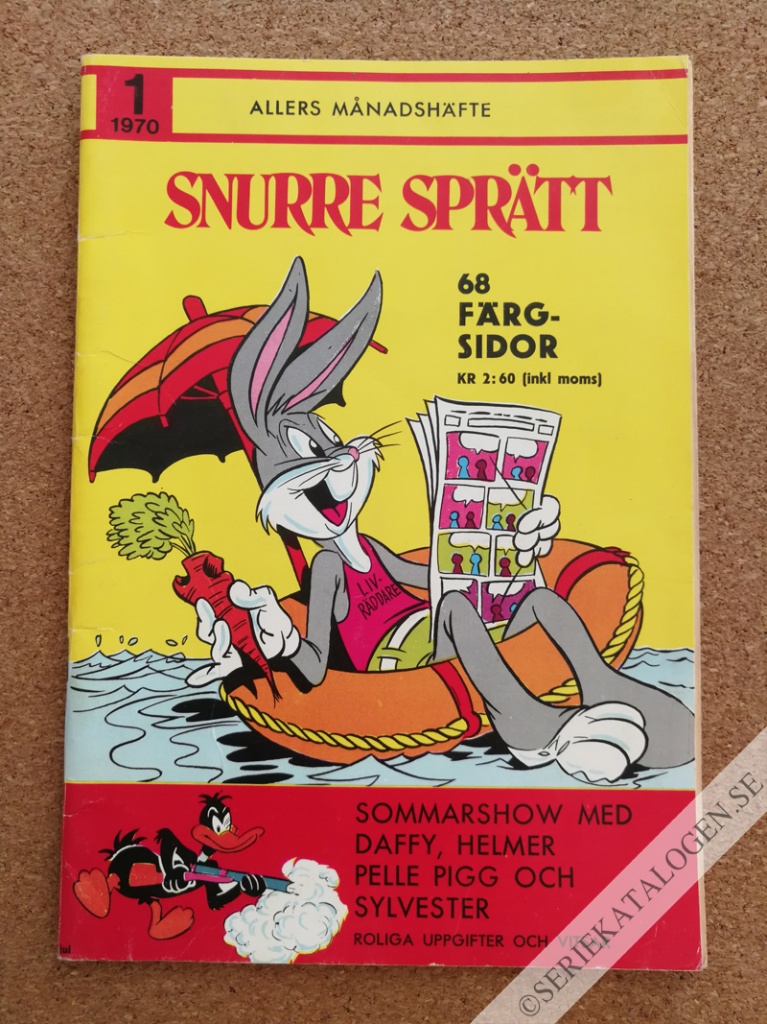 1
1970
ALLERS MÅNADSHÄFTE
SNURRE SPRÄTT
68
FÄRG-
SIDOR
KR 2:60 (inkl moms)
LIV-
RÄDDARE
SOMMARSHOW MED
DAFFY, HELMER
PELLE PIGG OCH
SYLVESTER
ROLIGA UPPGIFTER OCH
jul
©SERIEKATALOGEN.SE